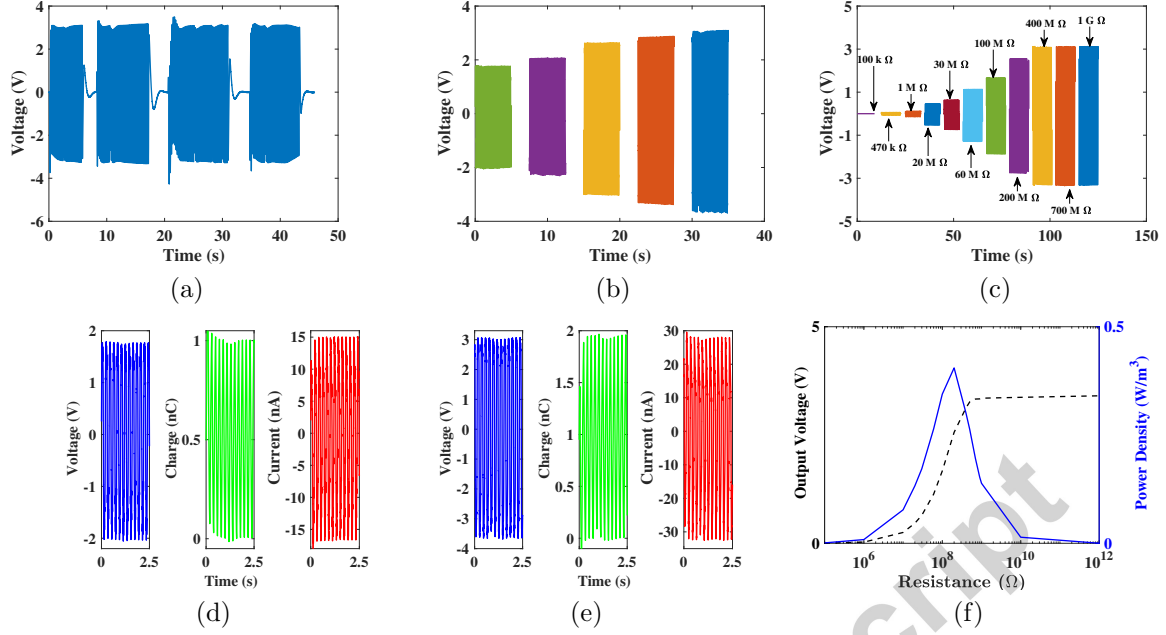 4
2
0
-2
-4
-6
Voltage (V)
0
10
20
30
40
50
Time (s)
(a)
4
2
0
-2
-4
Voltage (V)
0
10
20
30
40
Time (s)
(b)
5
3
1
-1
-3
-5
Voltage (V)
100 k Ω
470 k Ω
1 M Ω
20 M Ω
30 M Ω
60 M Ω
100 M Ω
200 M Ω
400 M Ω
700 M Ω
1 G Ω
0
50
100
150
Time (s)
(c)
2
1
0
-1
-2
Voltage (V)
0
2.5
1
0.5
0
Charge (nC)
0
2.5
Time (s)
15
10
5
0
-5
-10
-15
Current (nA)
0
2.5
(d)
4
3
2
1
0
-1
-2
-3
-4
Voltage (V)
0
2.5
2
1.5
1
0.5
0
Charge (nC)
0
2.5
Time (s)
30
20
10
0
-10
-20
-30
Current (nA)
0
2.5
(e)
5
0
Output Voltage (V)
0.5
0
Power Density (W/m³)
10⁶
10⁸
10¹⁰
10¹²
Resistance (Ω)
(f)
cript